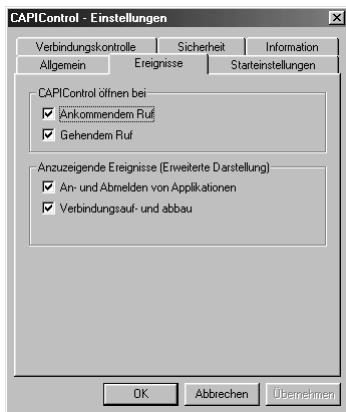 CAPIControl - Einstellungen
Verbindungskontrolle Sicherheit Information
Allgemein Ereignisse Starteinstellungen
CAPIControl öffnen bei
Ankommendem Ruf
Gehendem Ruf
Anzuzeigende Ereignisse (Erweiterte Darstellung)
An- und Abmelden von Applikationen
Verbindungsauf- und abbau
OK Abbrechen Übernehmen